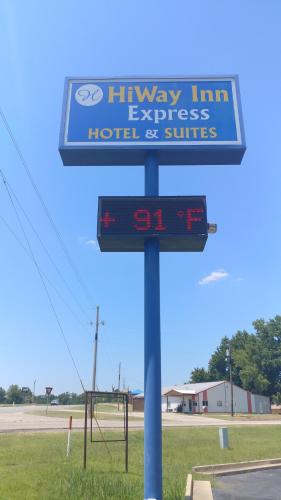 HiWay Inn
Express
HOTEL & SUITES
+ 91 °F